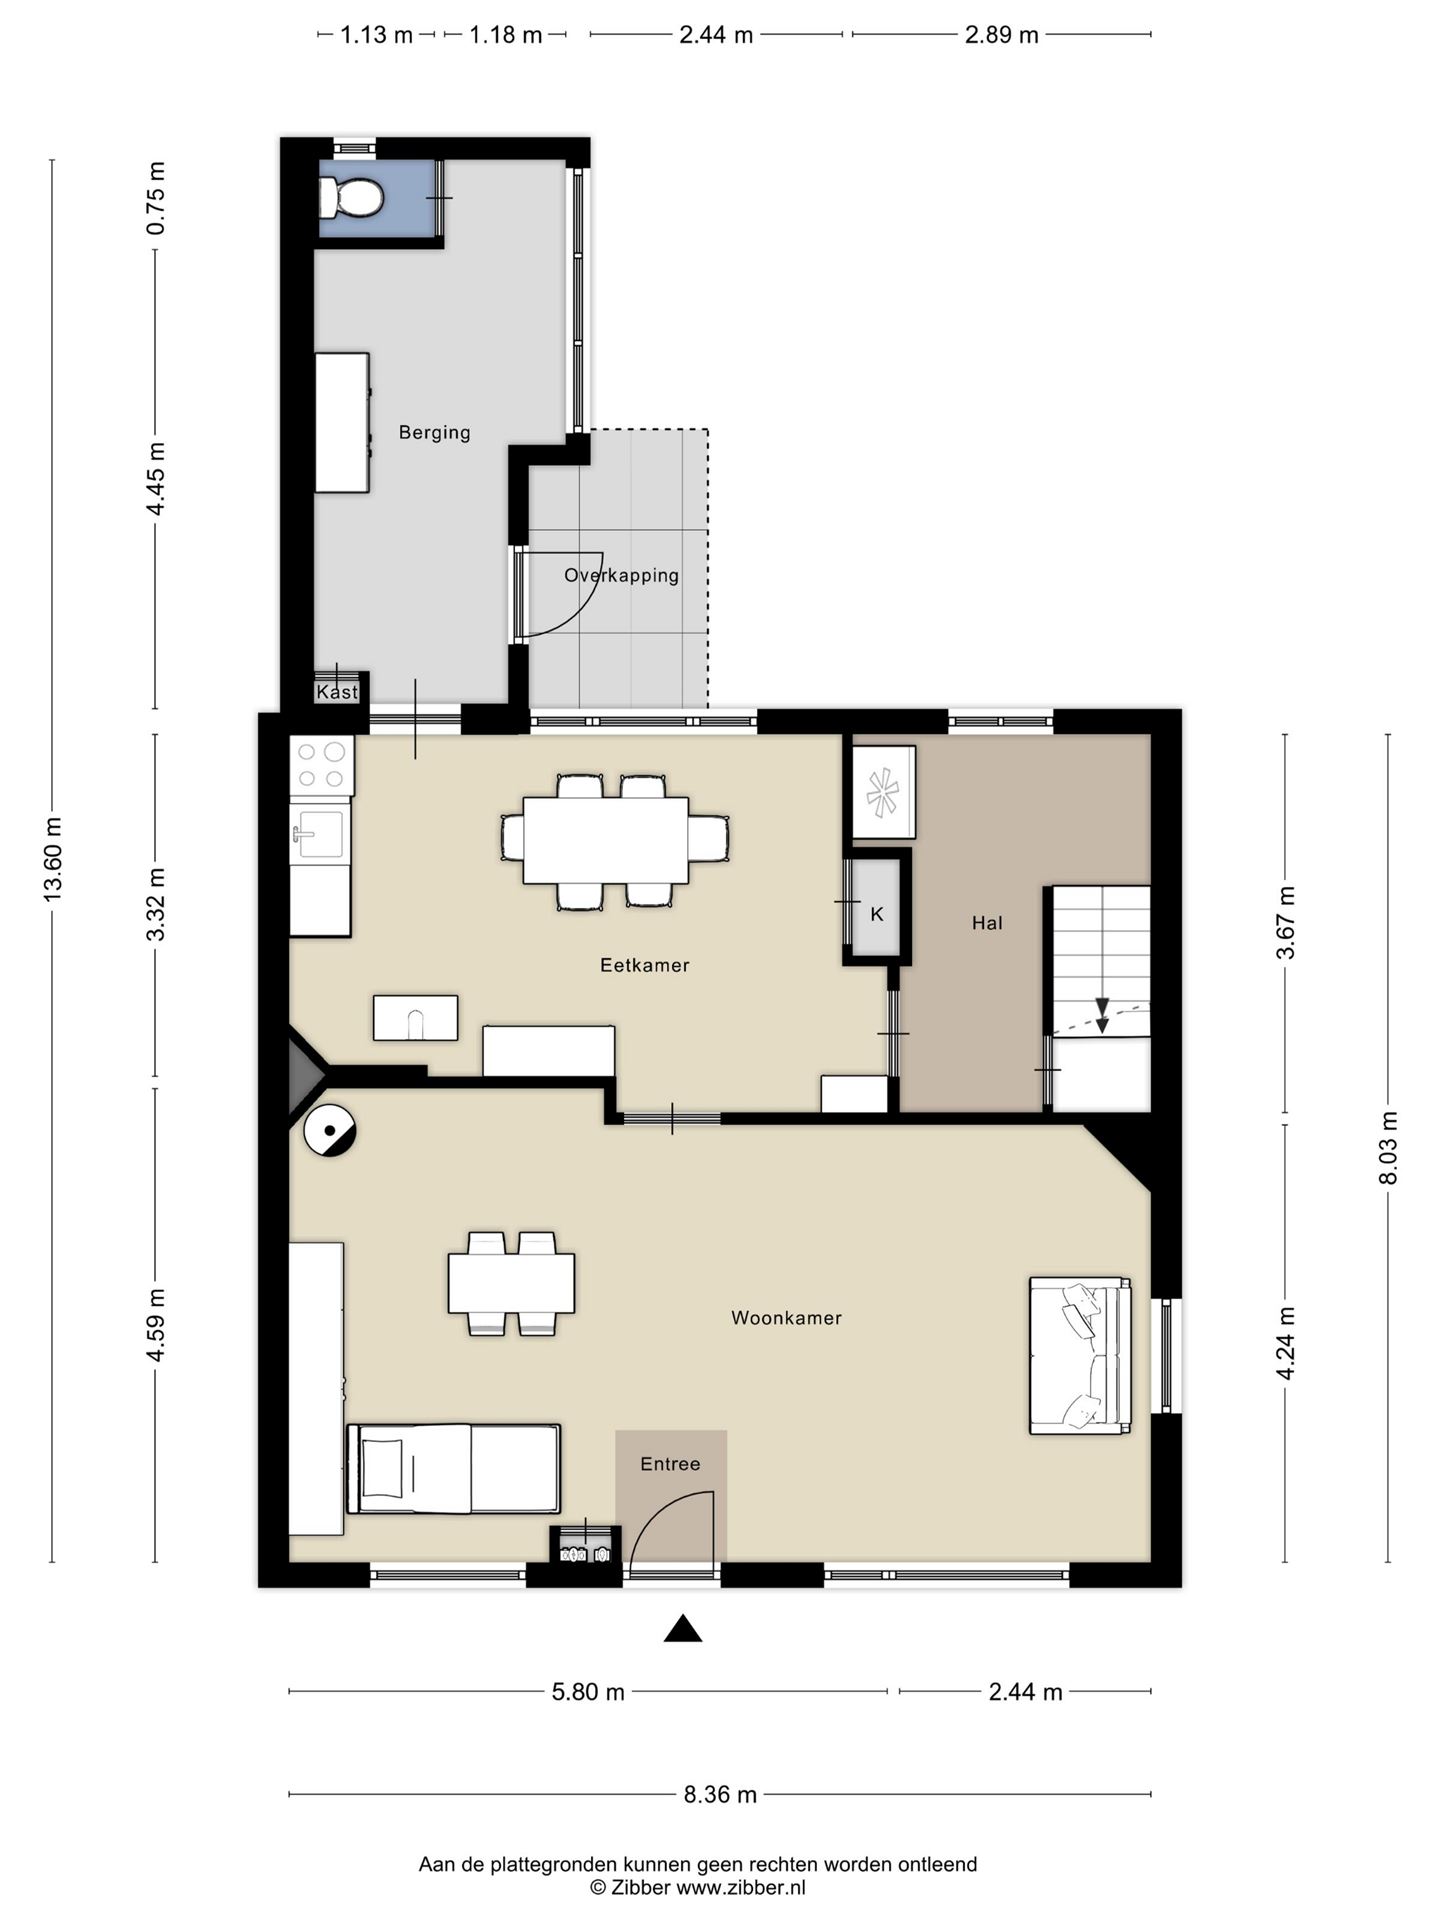 1.13 m
1.18 m
2.44 m
2.89 m
0.75 m
4.45 m
13.60 m
Berging
Overkapping
Kast
3.32 m
K
Hal
Eetkamer
3.67 m
8.03 m
4.59 m
Woonkamer
4.24 m
Entree
5.80 m
2.44 m
8.36 m
Aan de plattegronden kunnen geen rechten worden ontleend
© Zibber www.zibber.nl